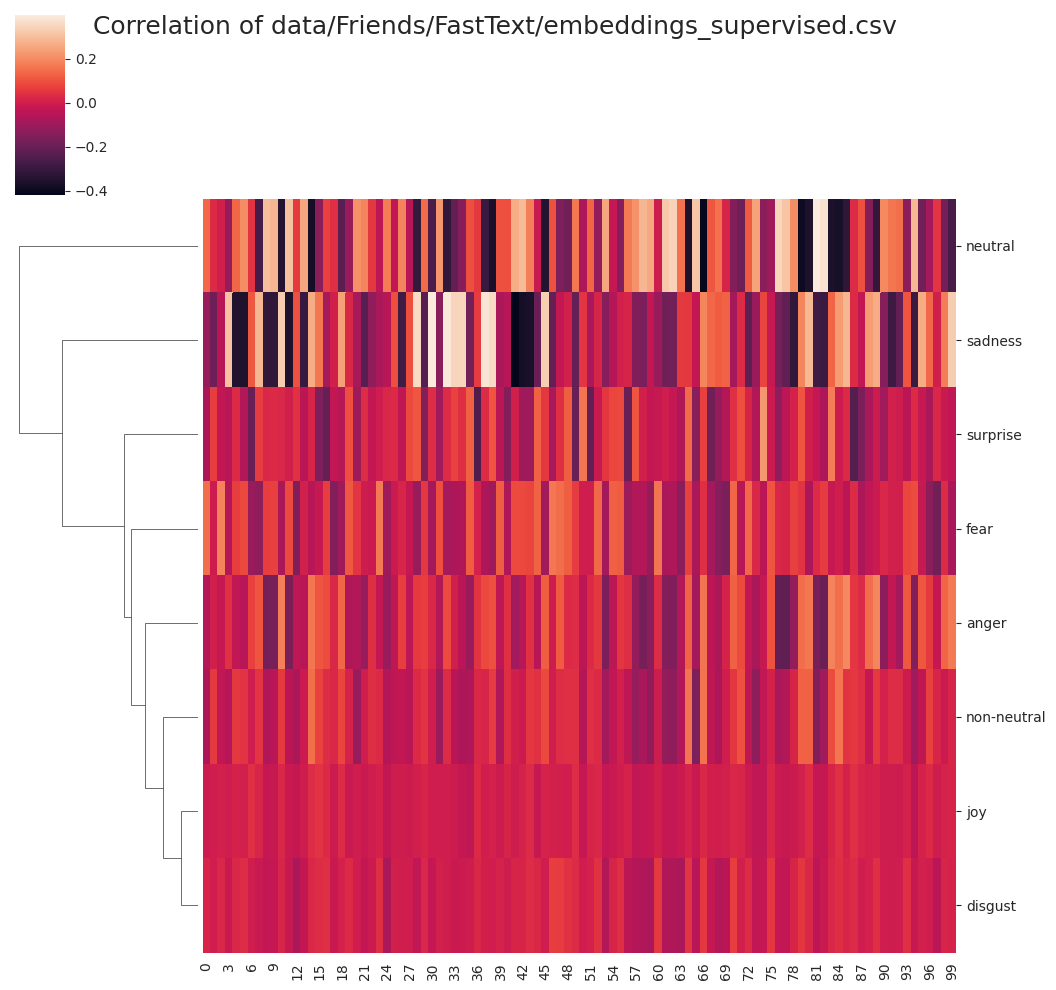 Correlation of data/Friends/FastText/embeddings_supervised.csv
0.2
0.0
−0.2
−0.4
neutral
sadness
surprise
fear
anger
non-neutral
joy
disgust
0 3 6 9 12 15 18 21 24 27 30 33 36 39 42 45 48 51 54 57 60 63 66 69 72 75 78 81 84 87 90 93 96 99